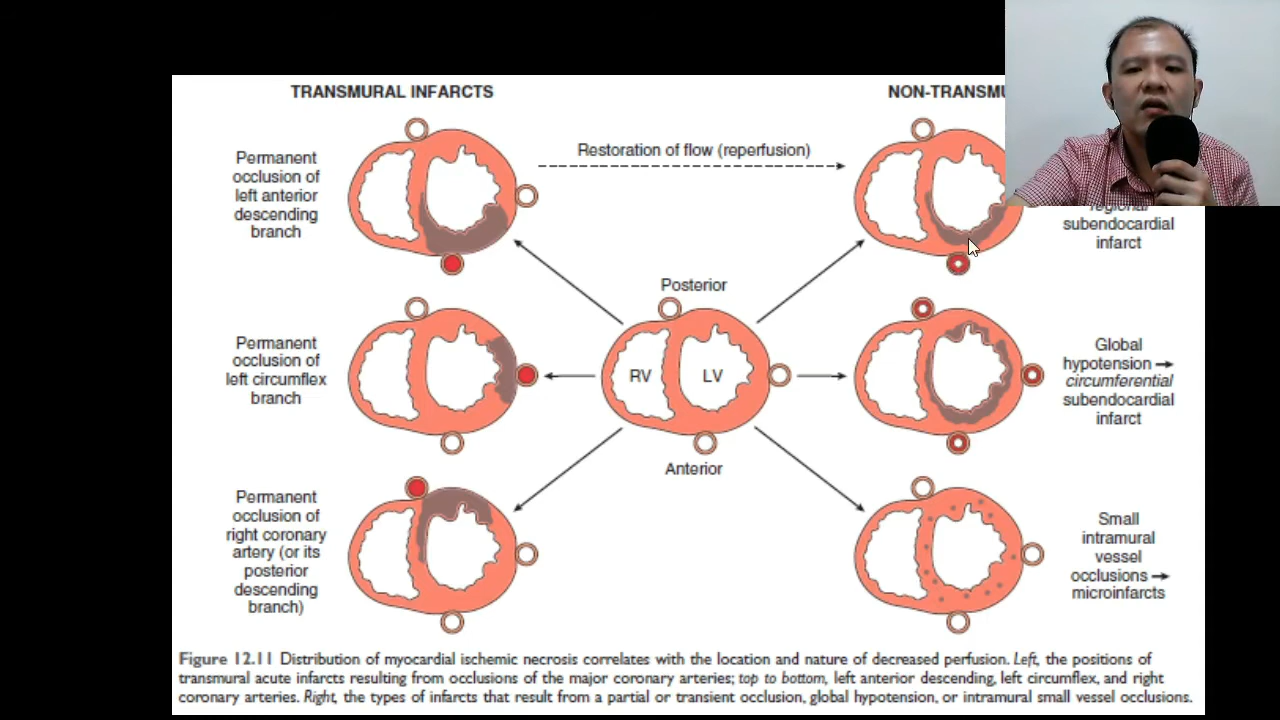 TRANSMURAL INFARCTS
Permanent
occlusion of
left anterior
descending
branch
Permanent
occlusion of
left circumflex
branch
Permanent
occlusion of
right coronary
artery (or its
posterior
descending
branch)
Restoration of flow (reperfusion)
Posterior
RV LV
Anterior
subendocardial
infarct
Global
hypotension →
circumferential
subendocardial
infarct
Small
intramural
vessel
occlusions →
microinfarcts
Figure 12.11 Distribution of myocardial ischemic necrosis correlates with the location and nature of decreased perfusion. Left, the positions of
transmural acute infarcts resulting from occlusions of the major coronary arteries; top to bottom, left anterior descending, left circumflex, and right
coronary arteries. Right, the types of infarcts that result from a partial or transient occlusion, global hypotension, or intramural small vessel occlusions.